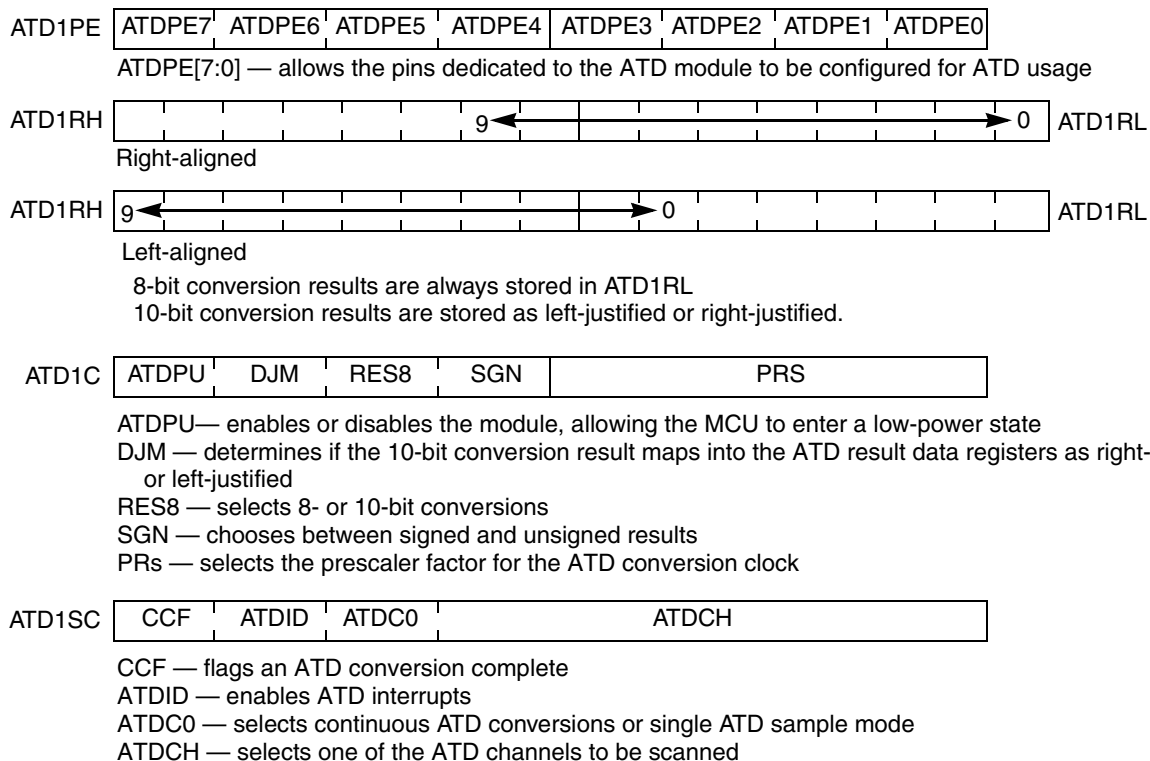 ATD1PE ATDPE7 ATDPE6 ATDPE5 ATDPE4 ATDPE3 ATDPE2 ATDPE1 ATDPE0
ATDPE[7:0] — allows the pins dedicated to the ATD module to be configured for ATD usage
ATD1RH 9 0 ATD1RL
Right-aligned
ATD1RH 9 0 ATD1RL
Left-aligned
8-bit conversion results are always stored in ATD1RL
10-bit conversion results are stored as left-justified or right-justified.
ATD1C ATDPU DJM RES8 SGN PRS
ATDPU— enables or disables the module, allowing the MCU to enter a low-power state
DJM — determines if the 10-bit conversion result maps into the ATD result data registers as right-
or left-justified
RES8 — selects 8- or 10-bit conversions
SGN — chooses between signed and unsigned results
PRs — selects the prescaler factor for the ATD conversion clock
ATD1SC CCF ATDID ATDC0 ATDCH
CCF — flags an ATD conversion complete
ATDID — enables ATD interrupts
ATDC0 — selects continuous ATD conversions or single ATD sample mode
ATDCH — selects one of the ATD channels to be scanned